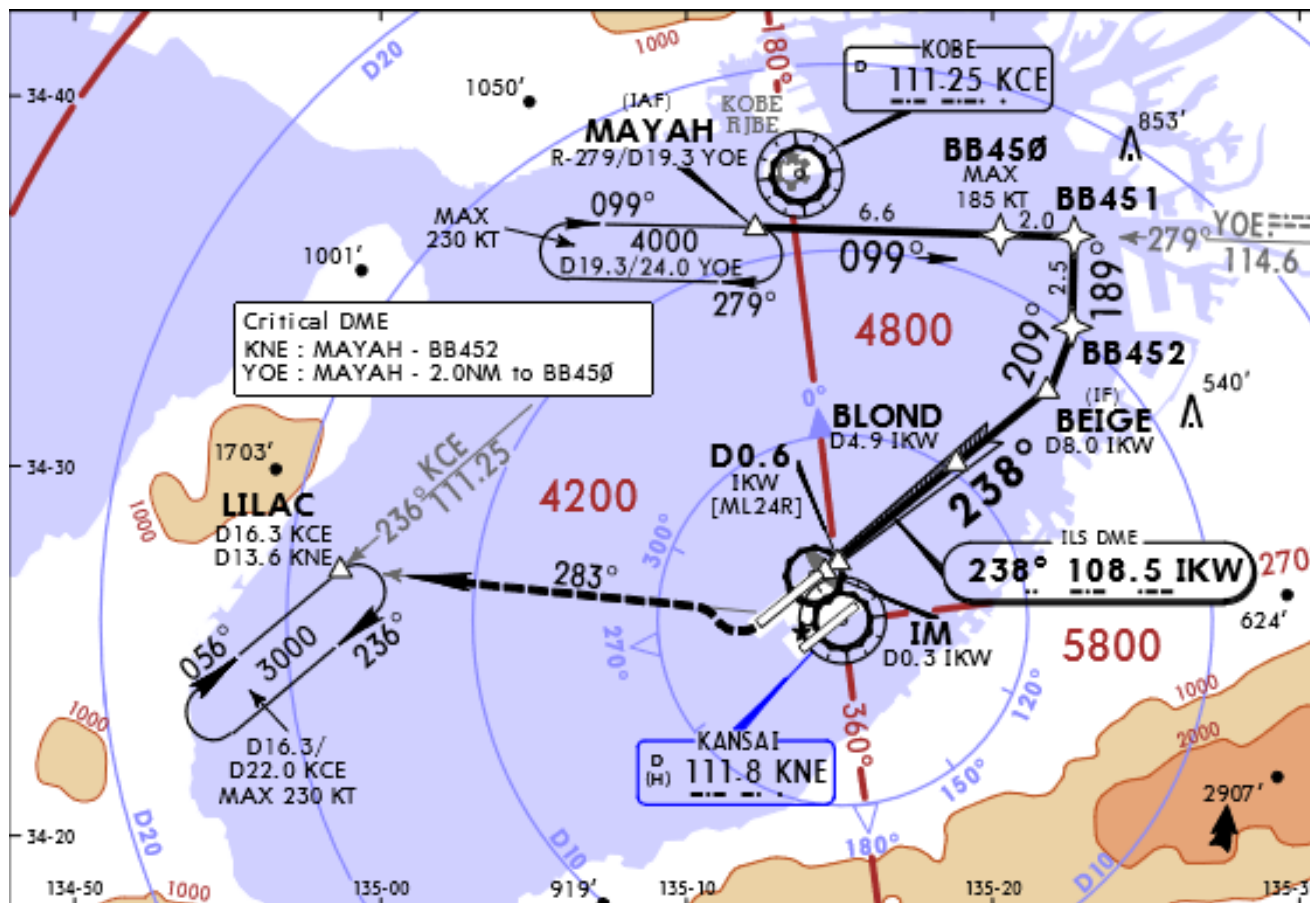 D20
1000
180°
KOBE
D 111.25 KCE
34-40
1050'
(IAF)
MAYAH
R-279/D19.3 YOE
KOBE
RJBE
BB45Ø
MAX
185 KT
853'
BB451
099°
MAX
230 KT
4000
D19.3/24.0 YOE
279°
6.6
2.0
099°
279°
YOE
114.6
1001'
2.5
189°
Critical DME
KNE : MAYAH - BB452
YOE : MAYAH - 2.0NM to BB45Ø
4800
209°
BB452
0°
BLOND
D4.9 IKW
(IF)
BEIGE
D8.0 IKW
540'
34-30
1703'
1000
LILAC
D16.3 KCE
D13.6 KNE
236° KCE
111.25
4200
D0.6
IKW
[ML24R]
238°
300°
ILS DME
238° 108.5 IKW
270
283°
624'
056°
3000
236°
270°
IM
D0.3 IKW
5800
1000
D16.3/
D22.0 KCE
MAX 230 KT
KANSAI
D
(H) 111.8 KNE
360°
120°
150°
1000
2000
2907'
34-20
D20
D10
180°
D10
134-50
1000
135-00
919'
135-10
135-20
135-3